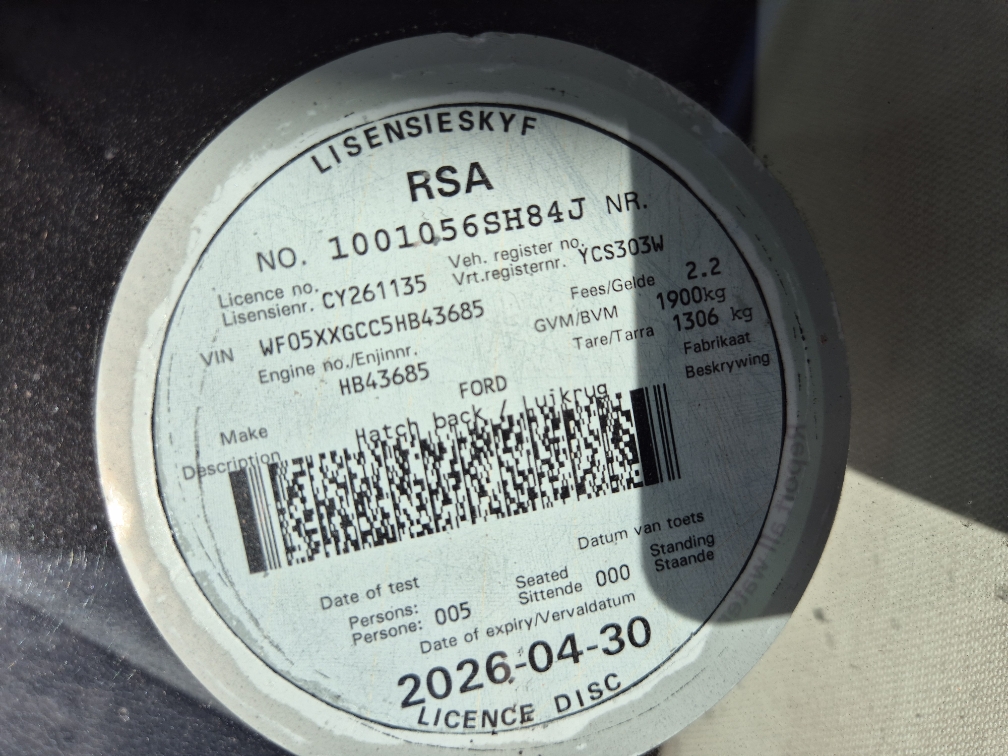 LISENSIESKYF
RSA
NO. 1001056SH84J NR.
Licence no. Veh. register no.
Lisensienr. CY261135 Vrt.registernr. YCS303W
VIN WF05XXGCC5HB43685 Fees/Gelde 2.2
Engine no./Enjinnr. GVM/BVM 1900kg
HB43685 Tare/Tarra 1306 kg
Make FORD Fabrikaat
Description Hatch back / Luikrug Beskrywing
Date of test Datum van toets
Persons: Seated Standing
Persone: 005 Sittende 000 Staande
Date of expiry/Vervaldatum
2026-04-30
LICENCE DISC